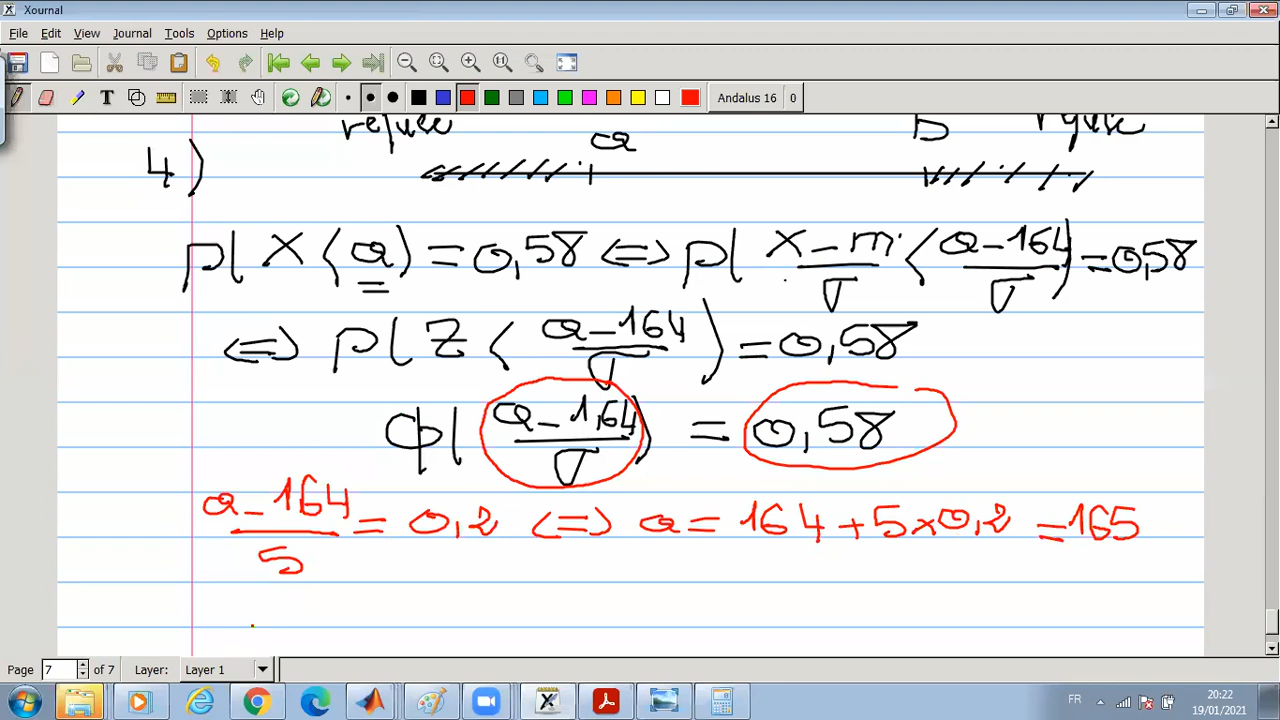 Xournal
File Edit View Journal Tools Options Help
Andalus 16 0
refuse a b
4)
p( X < a ) = 0,58 <=> p( X - m / σ < a - 164 / σ ) = 0,58
<=> p( Z < a - 164 / σ ) = 0,58
Φ( a - 164 / σ ) = 0,58
a - 164 / 5 = 0,2 <=> a = 164 + 5 x 0,2 = 165
Page 7 of 7 Layer: Layer 1
FR 20:22
19/01/2021